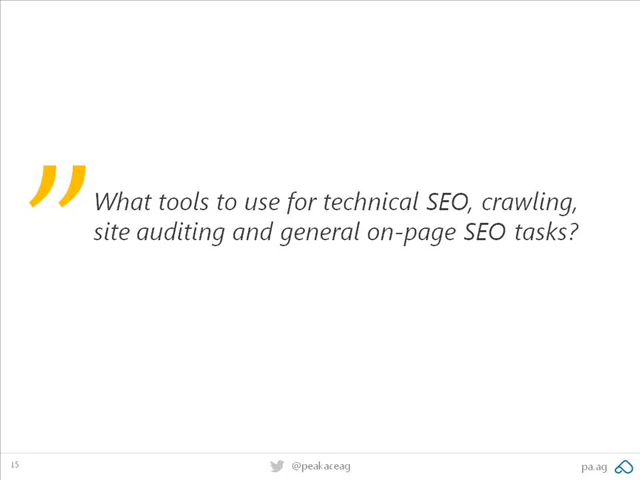 ”
What tools to use for technical SEO, crawling,
site auditing and general on-page SEO tasks?
15
@peakaceag
pa.ag